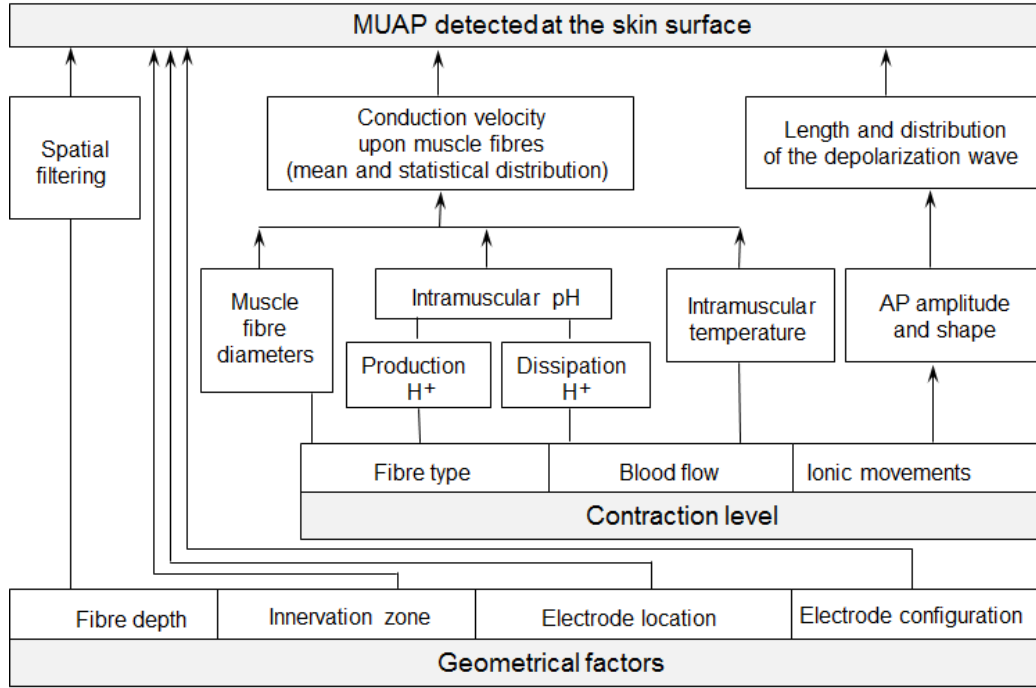 MUAP detected at the skin surface
Spatial
filtering
Conduction velocity
upon muscle fibres
(mean and statistical distribution)
Length and distribution
of the depolarization wave
Muscle
fibre
diameters
Intramuscular pH
Intramuscular
temperature
AP amplitude
and shape
Production
H+
Dissipation
H+
Fibre type
Blood flow
Ionic movements
Contraction level
Fibre depth
Innervation zone
Electrode location
Electrode configuration
Geometrical factors